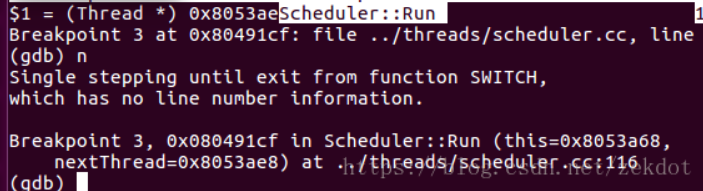 $1 = (Thread *) 0x8053aeScheduler::Run 1
Breakpoint 3 at 0x80491cf: file ../threads/scheduler.cc, line
(gdb) n
Single stepping until exit from function SWITCH,
which has no line number information.
Breakpoint 3, 0x080491cf in Scheduler::Run (this=0x8053a68,
nextThread=0x8053ae8) at ../threads/scheduler.cc:116
https://blog.csdn.net/zekdot
(gdb)